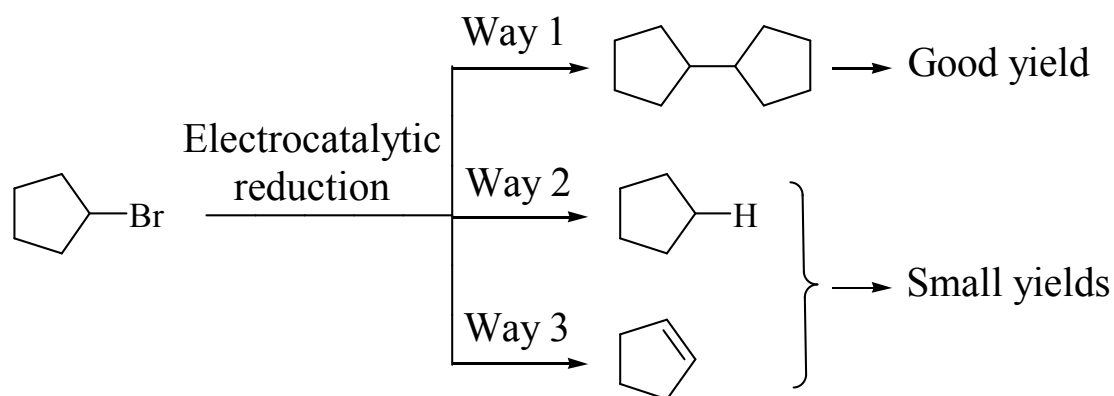 Way 1
Good yield
Electrocatalytic
reduction
Way 2
Br
H
Small yields
Way 3